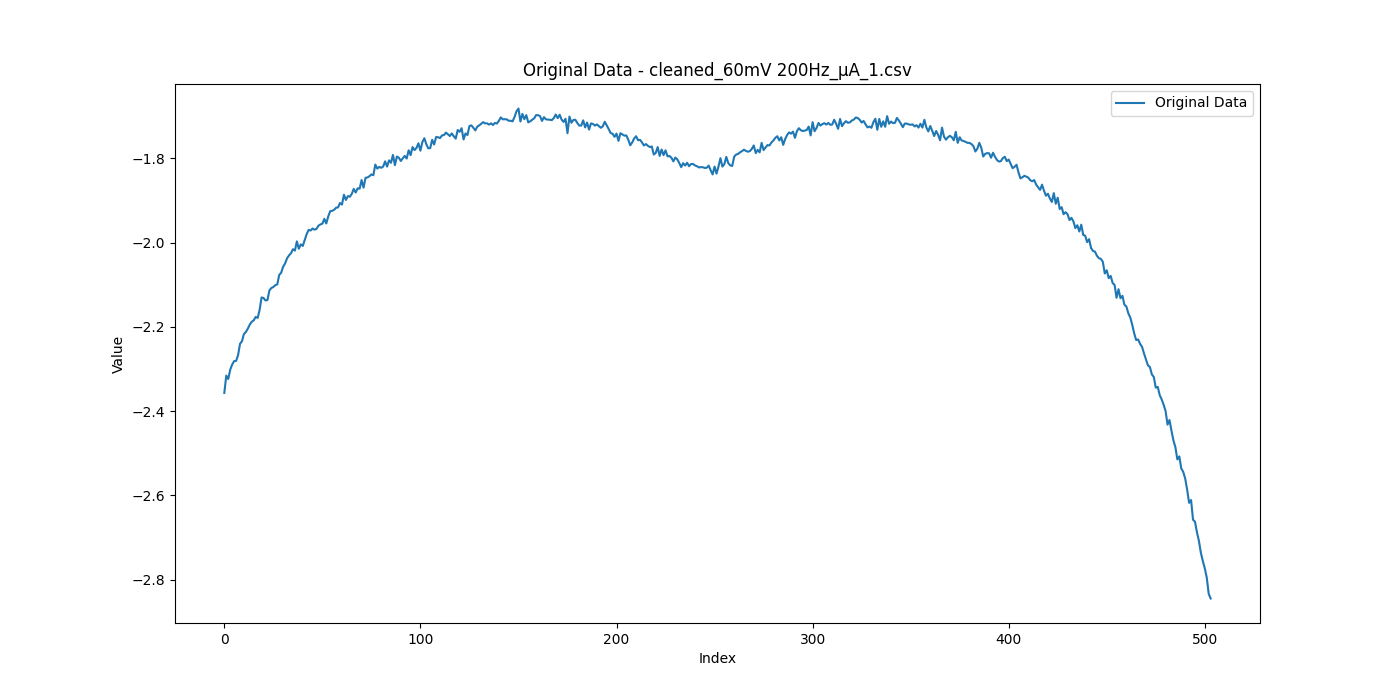 Original Data - cleaned_60mV 200Hz_μA_1.csv
Original Data
−1.8
−2.0
−2.2
−2.4
−2.6
−2.8
Value
0 100 200 300 400 500
Index